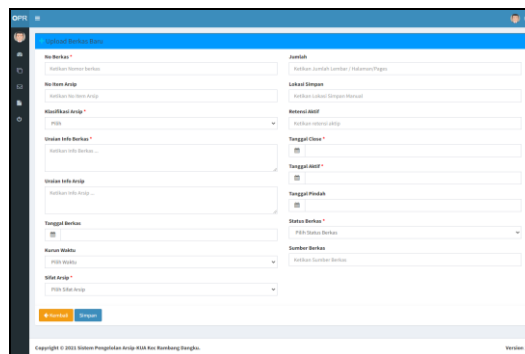 OPR
Upload Berkas Baru
No Berkas *
Ketikan Nomor berkas
No Item Arsip
Ketikan No Item Arsip
Klasifikasi Arsip *
Pilih
Uraian Info Berkas *
Ketikan Info Berkas ...
Uraian Info Arsip
Ketikan Info Arsip ...
Tanggal Berkas
Kurun Waktu
Pilih Waktu
Sifat Arsip *
Pilih Sifat Arsip
Jumlah
Ketikan Jumlah Lembar / Halaman/Pages
Lokasi Simpan
Ketikan Lokasi Simpan Manual
Retensi Aktif
Ketikan retensi aktip
Tanggal Close *
Tanggal Aktif *
Tanggal Pindah
Status Berkas *
Pilih Status Berkas
Sumber Berkas
Ketikan Sumber Berkas
Kembali Simpan
Copyright © 2021 Sistem Pengelolan Arsip KUA Kec Rambang Dangku.
Version